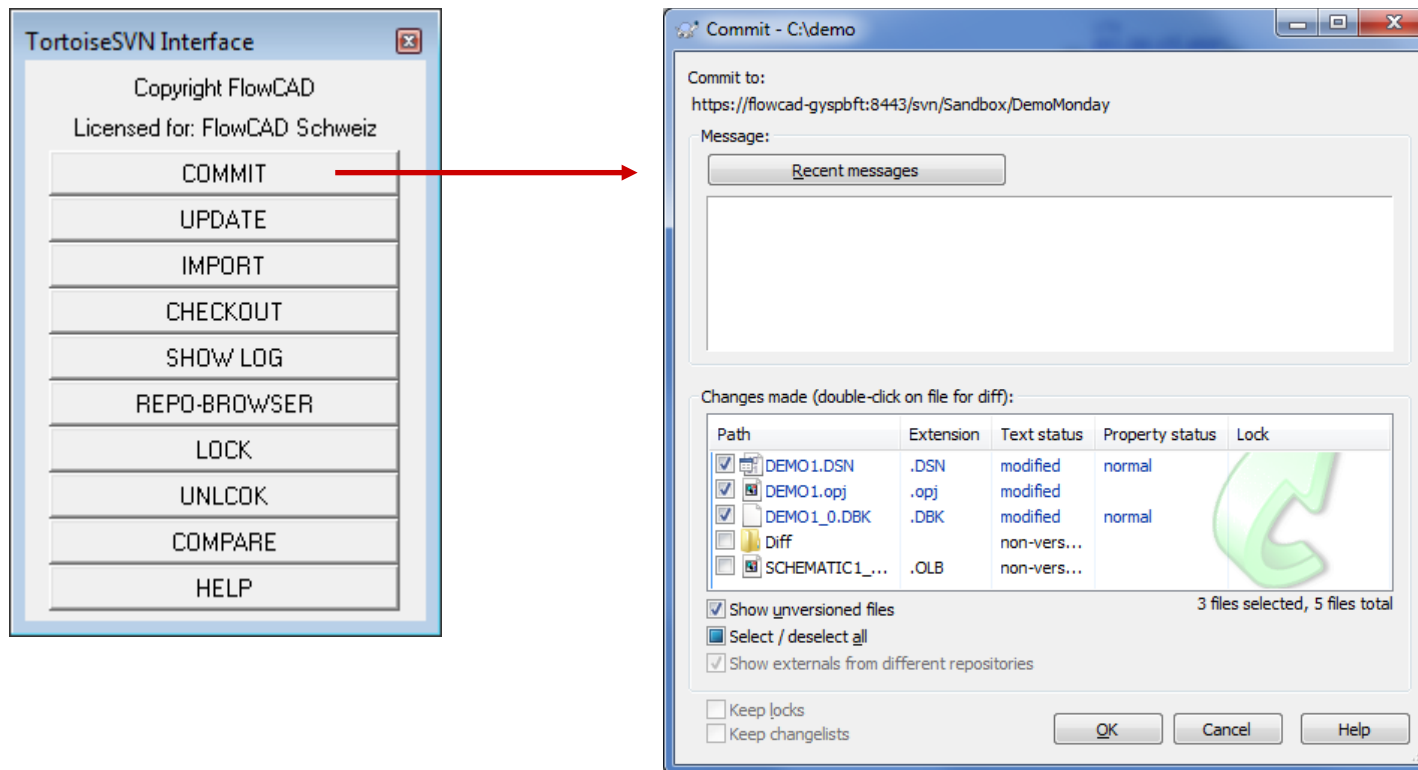 TortoiseSVN Interface
Copyright FlowCAD
Licensed for: FlowCAD Schweiz
COMMIT
UPDATE
IMPORT
CHECKOUT
SHOW LOG
REPO-BROWSER
LOCK
UNLCOK
COMPARE
HELP
Commit - C:\demo
Commit to:
https://flowcad-gyspbft:8443/svn/Sandbox/DemoMonday
Message:
Recent messages
Changes made (double-click on file for diff):
Path Extension Text status Property status Lock
DEMO1.DSN .DSN modified normal
DEMO1.opj .opj modified
DEMO1_0.DBK .DBK modified normal
Diff non-vers...
SCHEMATIC1_... .OLB non-vers...
Show unversioned files 3 files selected, 5 files total
Select / deselect all
Show externals from different repositories
Keep locks
Keep changelists
OK Cancel Help